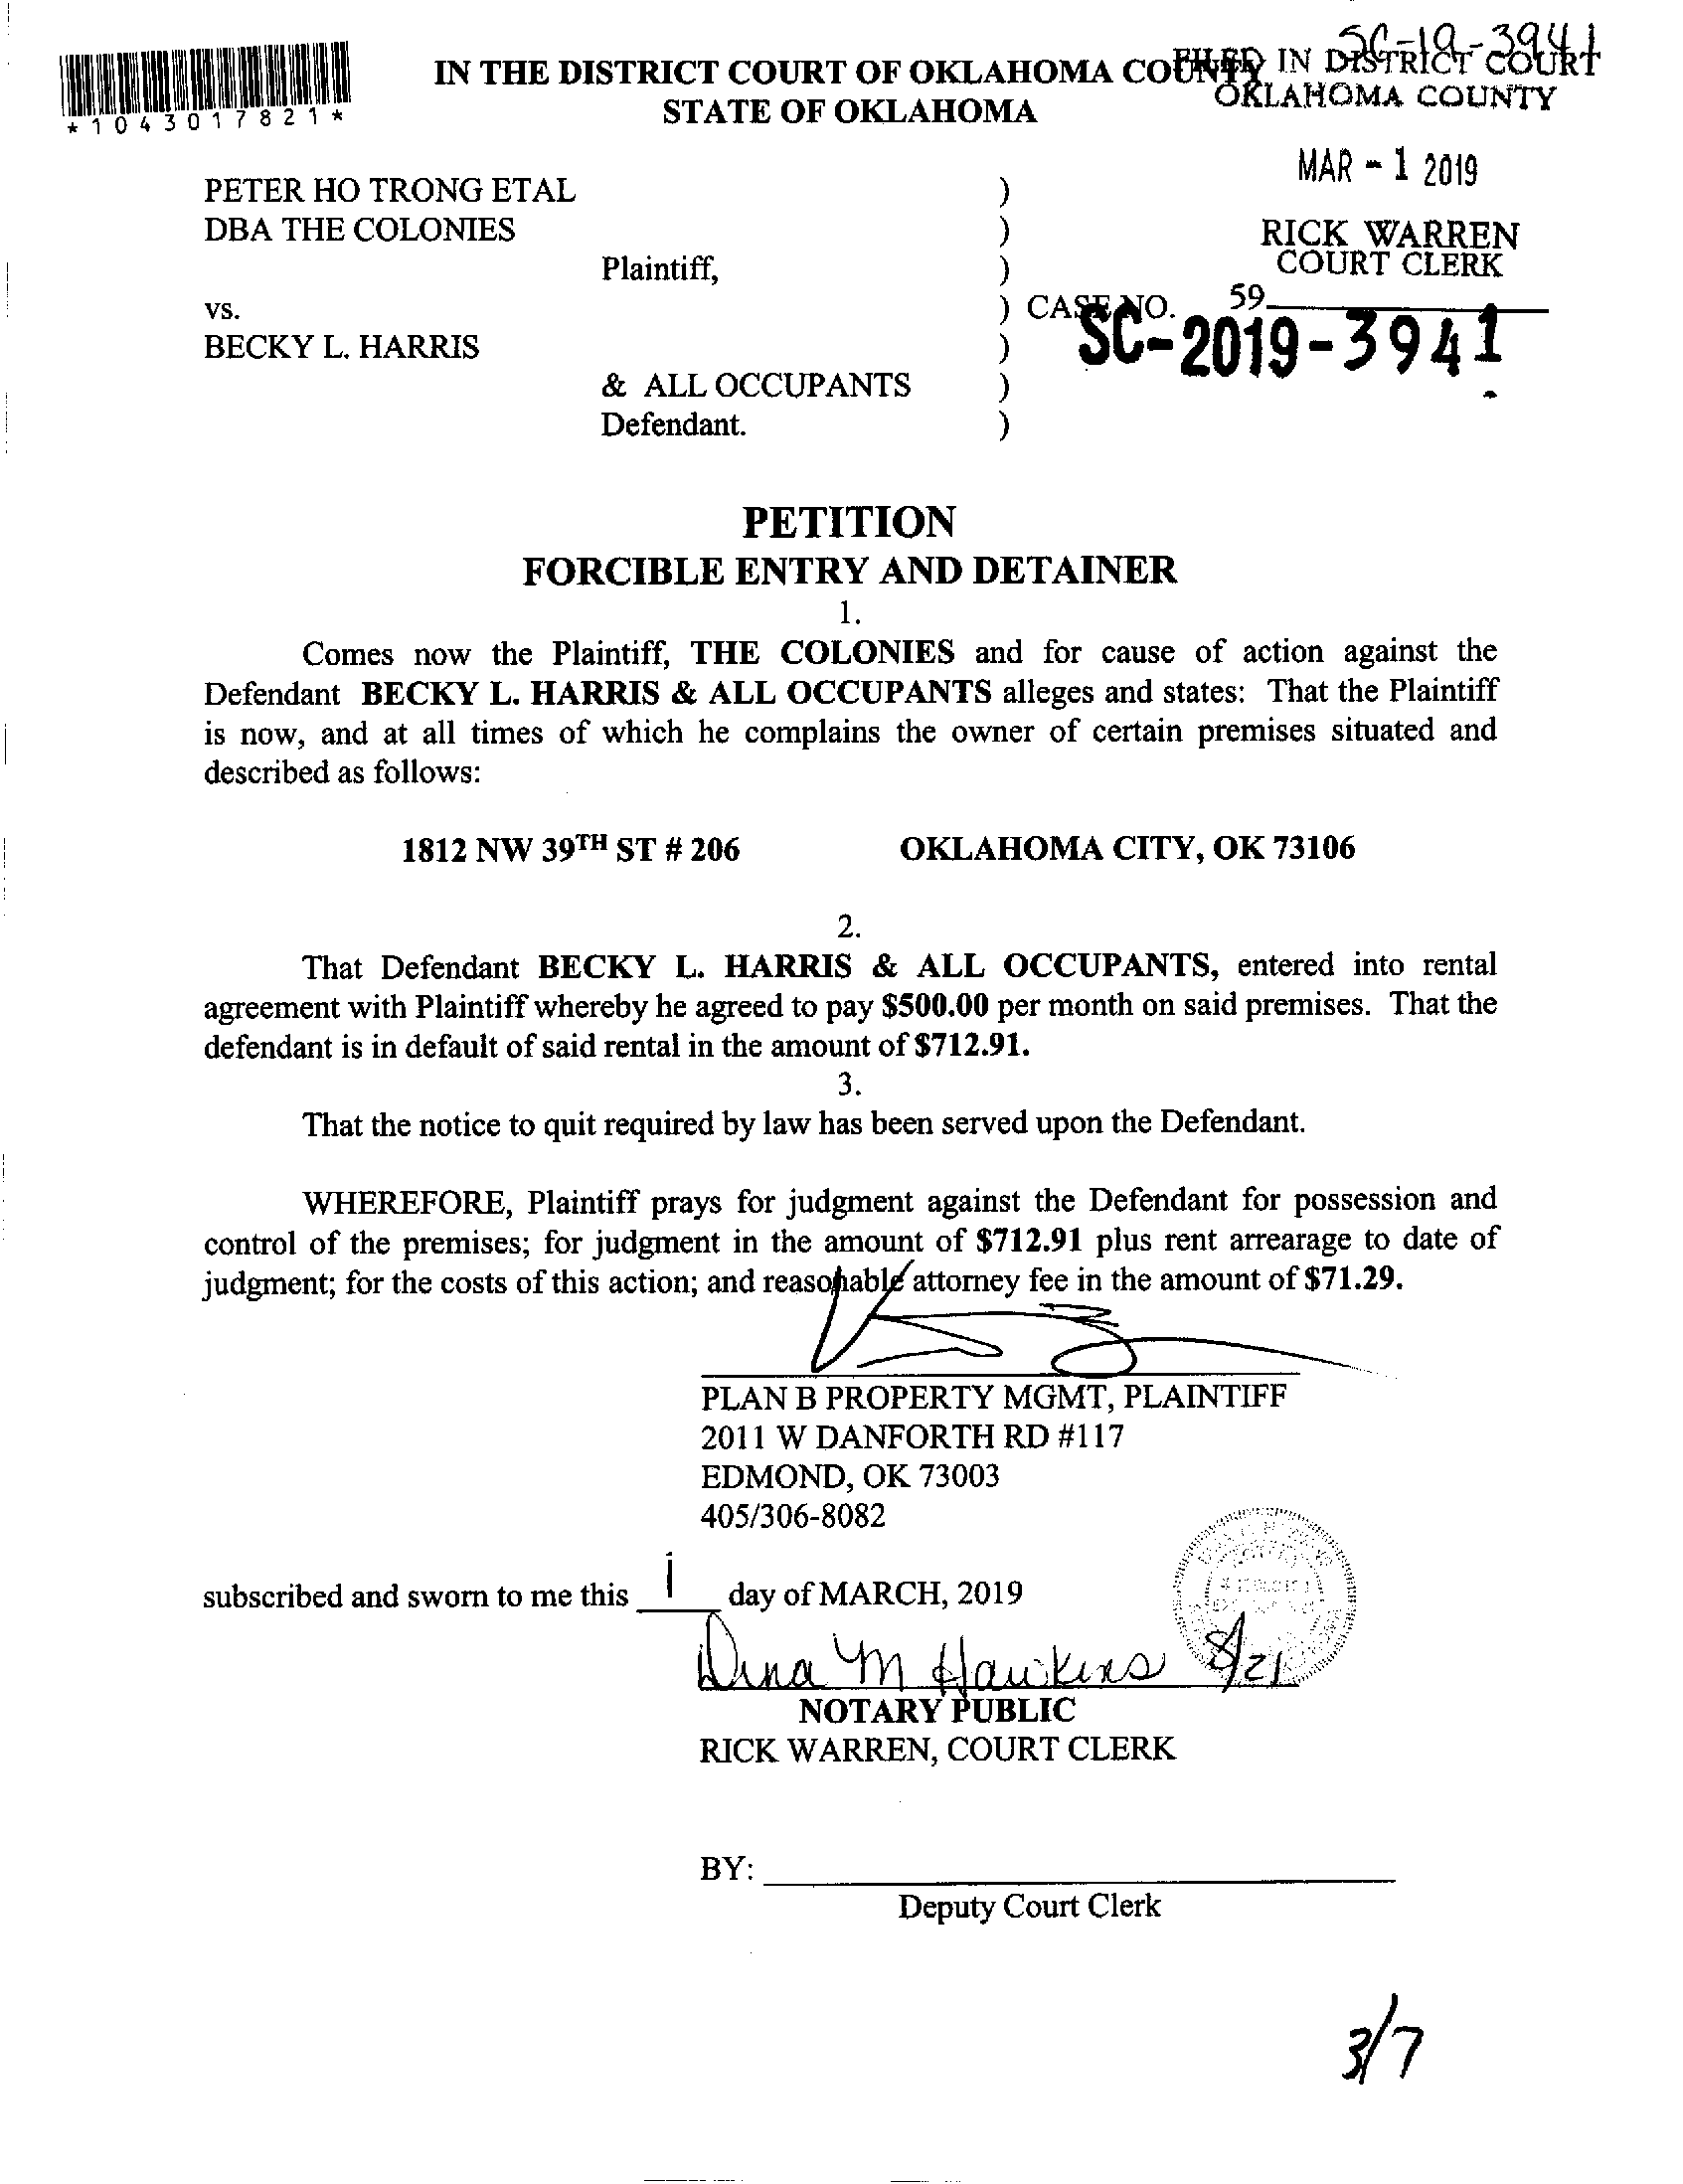 SC-19-3941
IN THE DISTRICT COURT OF OKLAHOMA COUNTY
FILED IN DISTRICT COURT
STATE OF OKLAHOMA
OKLAHOMA COUNTY
*1043017821*
MAR - 1 2019
PETER HO TRONG ETAL )
DBA THE COLONIES )
RICK WARREN
Plaintiff, )
COURT CLERK
vs. ) CASE NO.
59
SC-2019-3941
BECKY L. HARRIS )
& ALL OCCUPANTS )
Defendant. )
PETITION
FORCIBLE ENTRY AND DETAINER
1.
Comes now the Plaintiff, THE COLONIES and for cause of action against the
Defendant BECKY L. HARRIS & ALL OCCUPANTS alleges and states: That the Plaintiff
is now, and at all times of which he complains the owner of certain premises situated and
described as follows:
1812 NW 39TH ST # 206 OKLAHOMA CITY, OK 73106
2.
That Defendant BECKY L. HARRIS & ALL OCCUPANTS, entered into rental
agreement with Plaintiff whereby he agreed to pay $500.00 per month on said premises. That the
defendant is in default of said rental in the amount of $712.91.
3.
That the notice to quit required by law has been served upon the Defendant.
WHEREFORE, Plaintiff prays for judgment against the Defendant for possession and
control of the premises; for judgment in the amount of $712.91 plus rent arrearage to date of
judgment; for the costs of this action; and reasonable attorney fee in the amount of $71.29.
PLAN B PROPERTY MGMT, PLAINTIFF
2011 W DANFORTH RD #117
EDMOND, OK 73003
405/306-8082
subscribed and sworn to me this 1 day of MARCH, 2019
Dena M Hawkins 8/21
NOTARY PUBLIC
RICK WARREN, COURT CLERK
BY:
Deputy Court Clerk
3/7